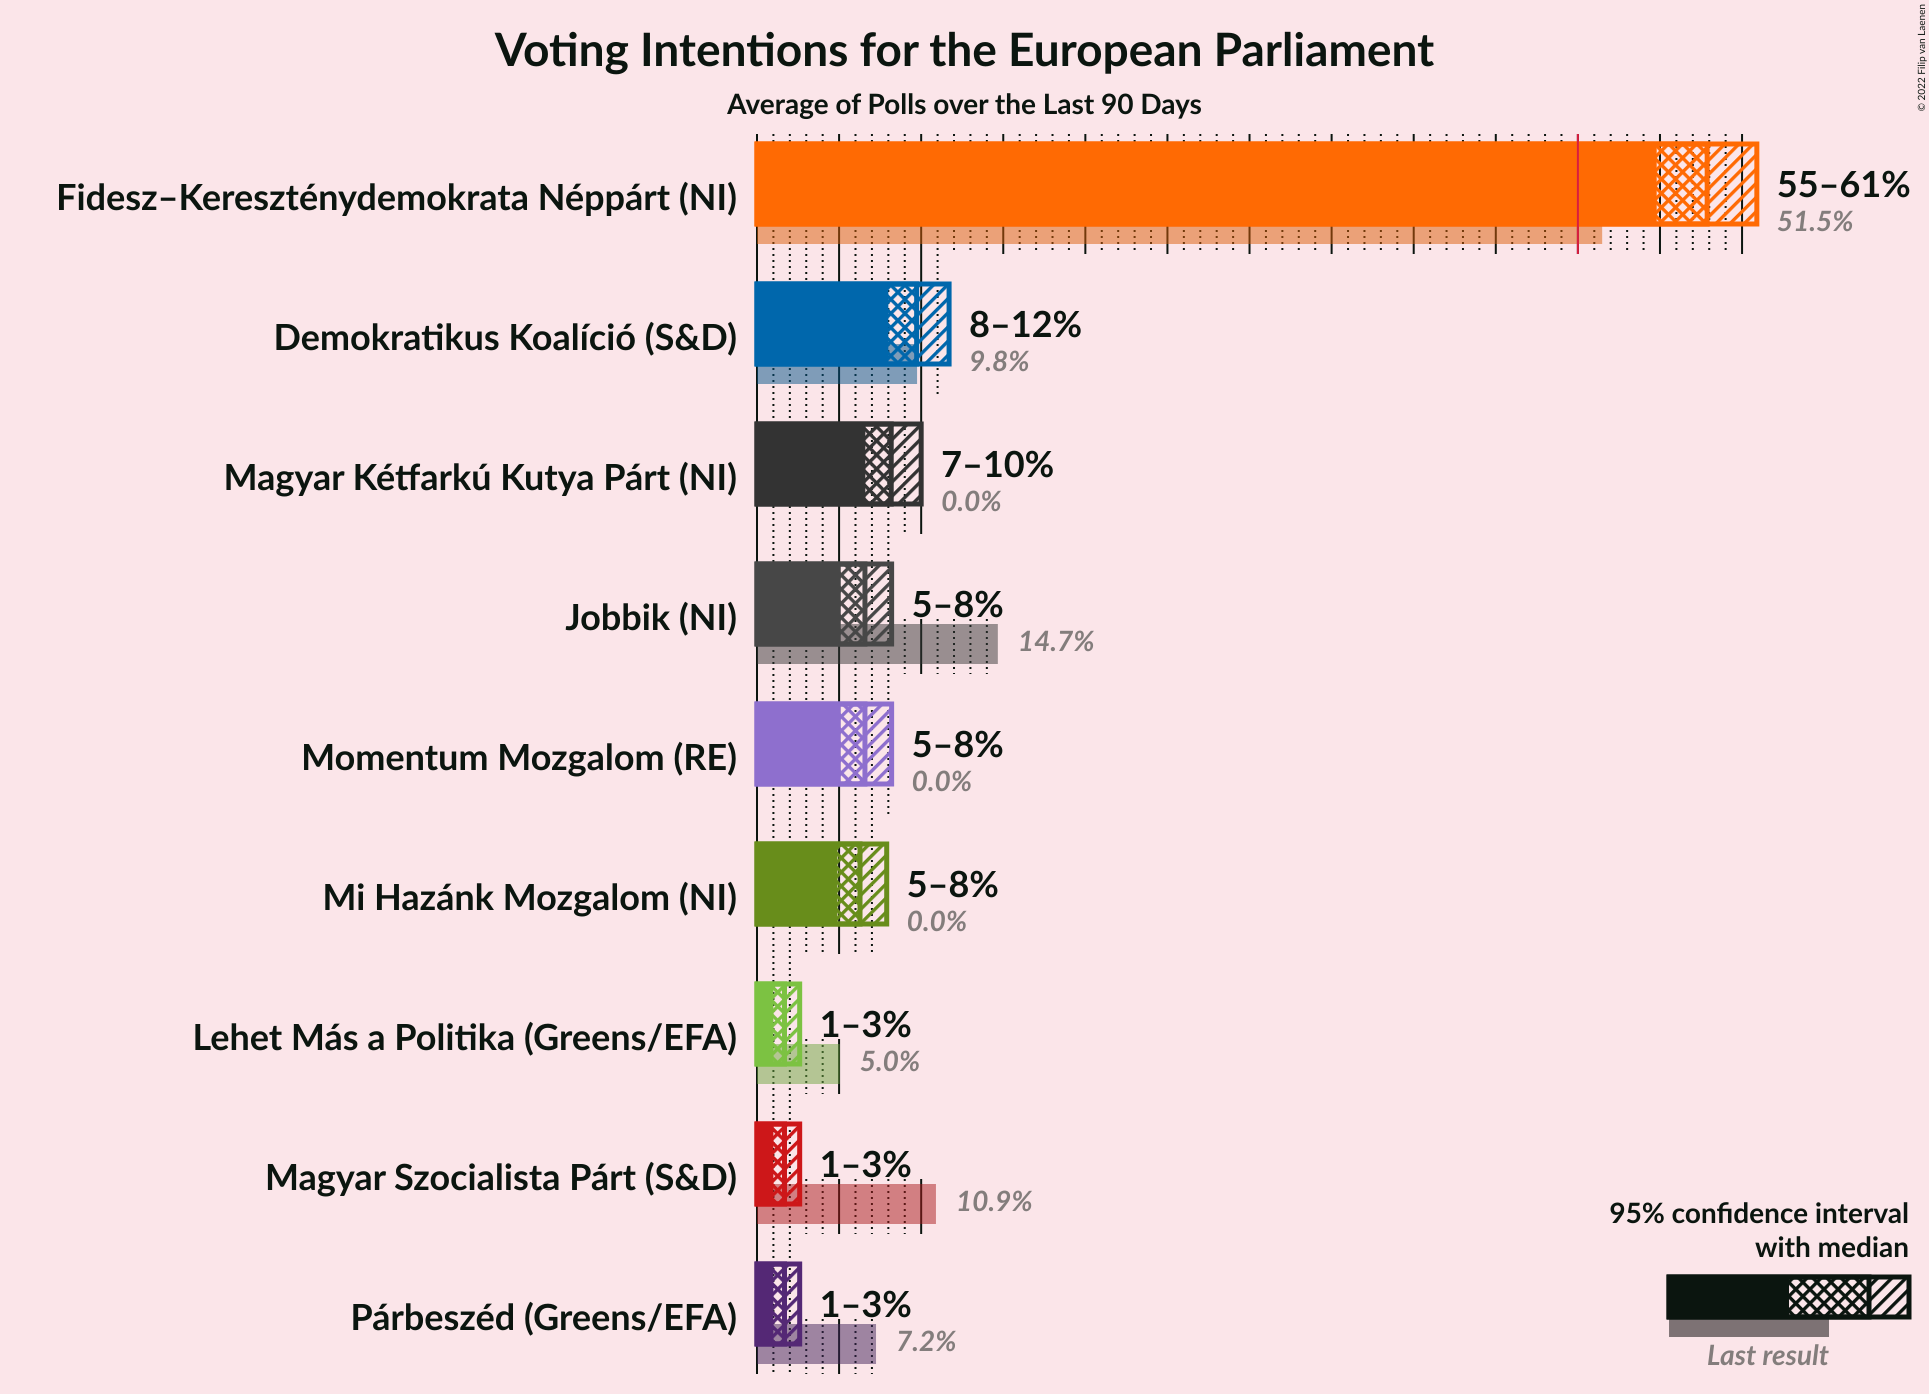 © 2022 Filip van Laenen
Voting Intentions for the European Parliament
Average of Polls over the Last 90 Days
Fidesz–Kereszténydemokrata Néppárt (NI)
55–61%
51.5%
Demokratikus Koalíció (S&D)
8–12%
9.8%
Magyar Kétfarkú Kutya Párt (NI)
7–10%
0.0%
Jobbik (NI)
5–8%
14.7%
Momentum Mozgalom (RE)
5–8%
0.0%
Mi Hazánk Mozgalom (NI)
5–8%
0.0%
Lehet Más a Politika (Greens/EFA)
1–3%
5.0%
Magyar Szocialista Párt (S&D)
1–3%
10.9%
Párbeszéd (Greens/EFA)
1–3%
7.2%
95% confidence interval
with median
Last result